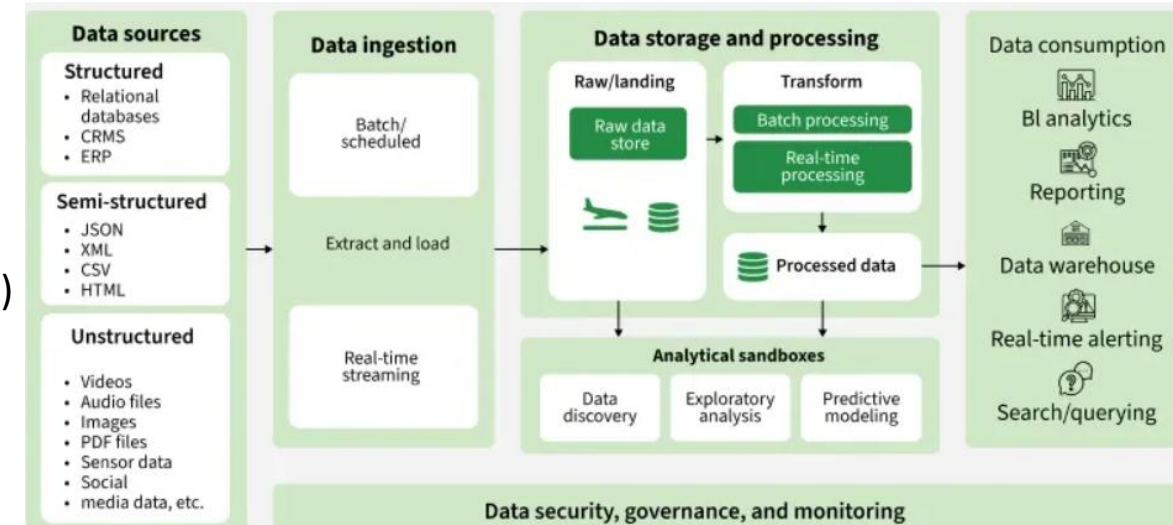 )
Data sources
Structured
• Relational
databases
• CRMS
• ERP
Semi-structured
• JSON
• XML
• CSV
• HTML
Unstructured
• Videos
• Audio files
• Images
• PDF files
• Sensor data
• Social
• media data, etc.
Data ingestion
Batch/
scheduled
Extract and load
Real-time
streaming
Data storage and processing
Raw/landing
Raw data
store
Transform
Batch processing
Real-time
processing
Processed data
Analytical sandboxes
Data
discovery
Exploratory
analysis
Predictive
modeling
Data consumption
Bl analytics
Reporting
Data warehouse
Real-time alerting
Search/querying
Data security, governance, and monitoring